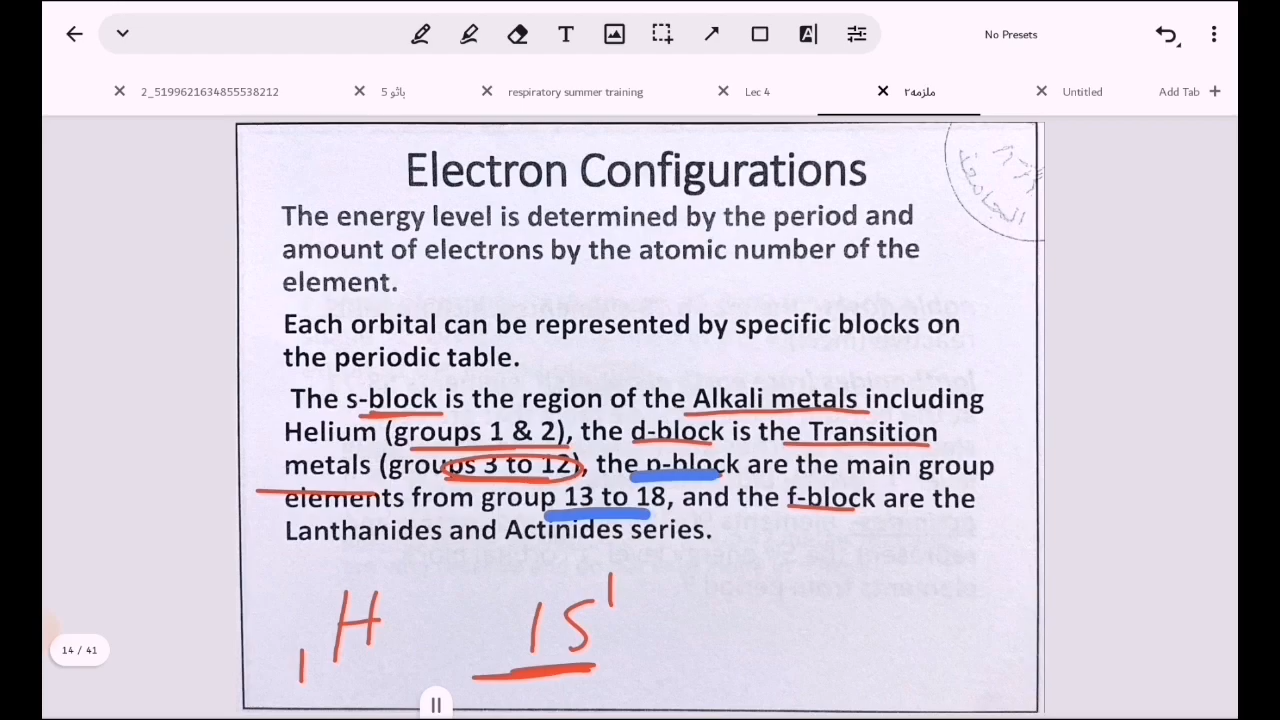 No Presets
2_5199621634855538212
باثو 5
respiratory summer training
Lec 4
ملزمه٢
Untitled
Add Tab
Electron Configurations
The energy level is determined by the period and
amount of electrons by the atomic number of the
element.
Each orbital can be represented by specific blocks on
the periodic table.
The s-block is the region of the Alkali metals including
Helium (groups 1 & 2), the d-block is the Transition
metals (groups 3 to 12), the p-block are the main group
elements from group 13 to 18, and the f-block are the
Lanthanides and Actinides series.
1 H 1S¹
14 / 41